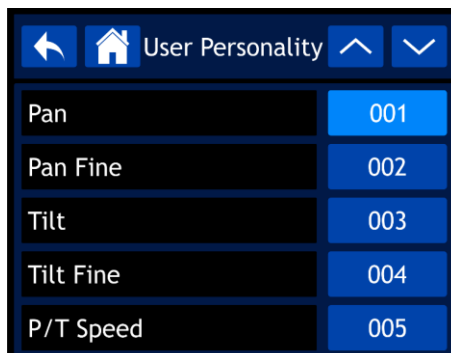 User Personality
Pan 001
Pan Fine 002
Tilt 003
Tilt Fine 004
P/T Speed 005